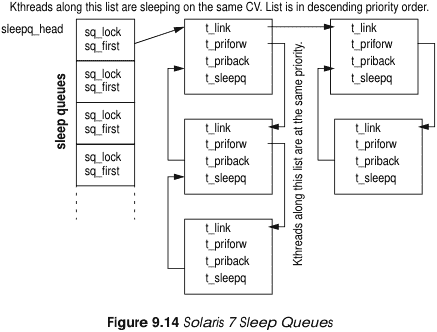 Kthreads along this list are sleeping on the same CV. List is in descending priority order.
sleepq_head
sleep queues
sq_lock
sq_first
sq_lock
sq_first
sq_lock
sq_first
sq_lock
sq_first
t_link
t_priforw
t_priback
t_sleepq
t_link
t_priforw
t_priback
t_sleepq
t_link
t_priforw
t_priback
t_sleepq
Kthreads along this list are at the same priority.
t_link
t_priforw
t_priback
t_sleepq
t_link
t_priforw
t_priback
t_sleepq
Figure 9.14 Solaris 7 Sleep Queues